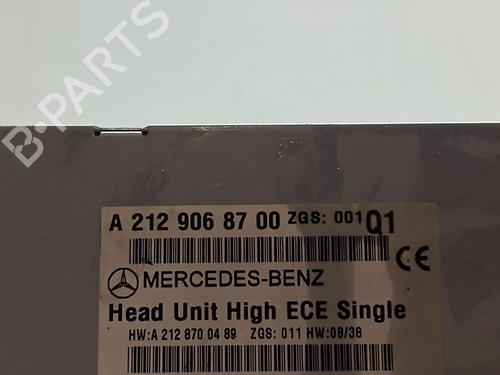 B-PARTS
A 212 906 87 00 ZGS: 001 Q1
MERCEDES-BENZ
CE
Head Unit High ECE Single
HW:A 212 870 04 89 ZGS: 011 HW:08/38